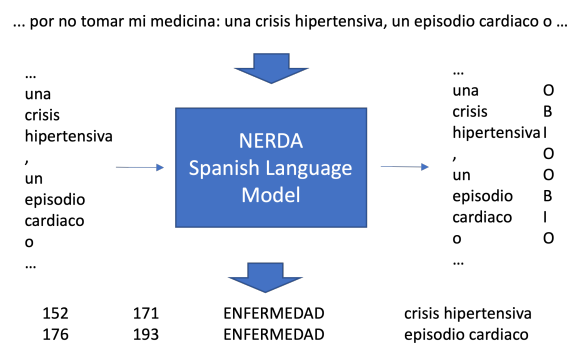 ... por no tomar mi medicina: una crisis hipertensiva, un episodio cardiaco o ...
...
una
crisis
hipertensiva
,
un
episodio
cardiaco
o
...
NERDA
Spanish Language
Model
...
una O
crisis B
hipertensiva I
, O
un O
episodio B
cardiaco I
o O
...
152 171 ENFERMEDAD crisis hipertensiva
176 193 ENFERMEDAD episodio cardiaco